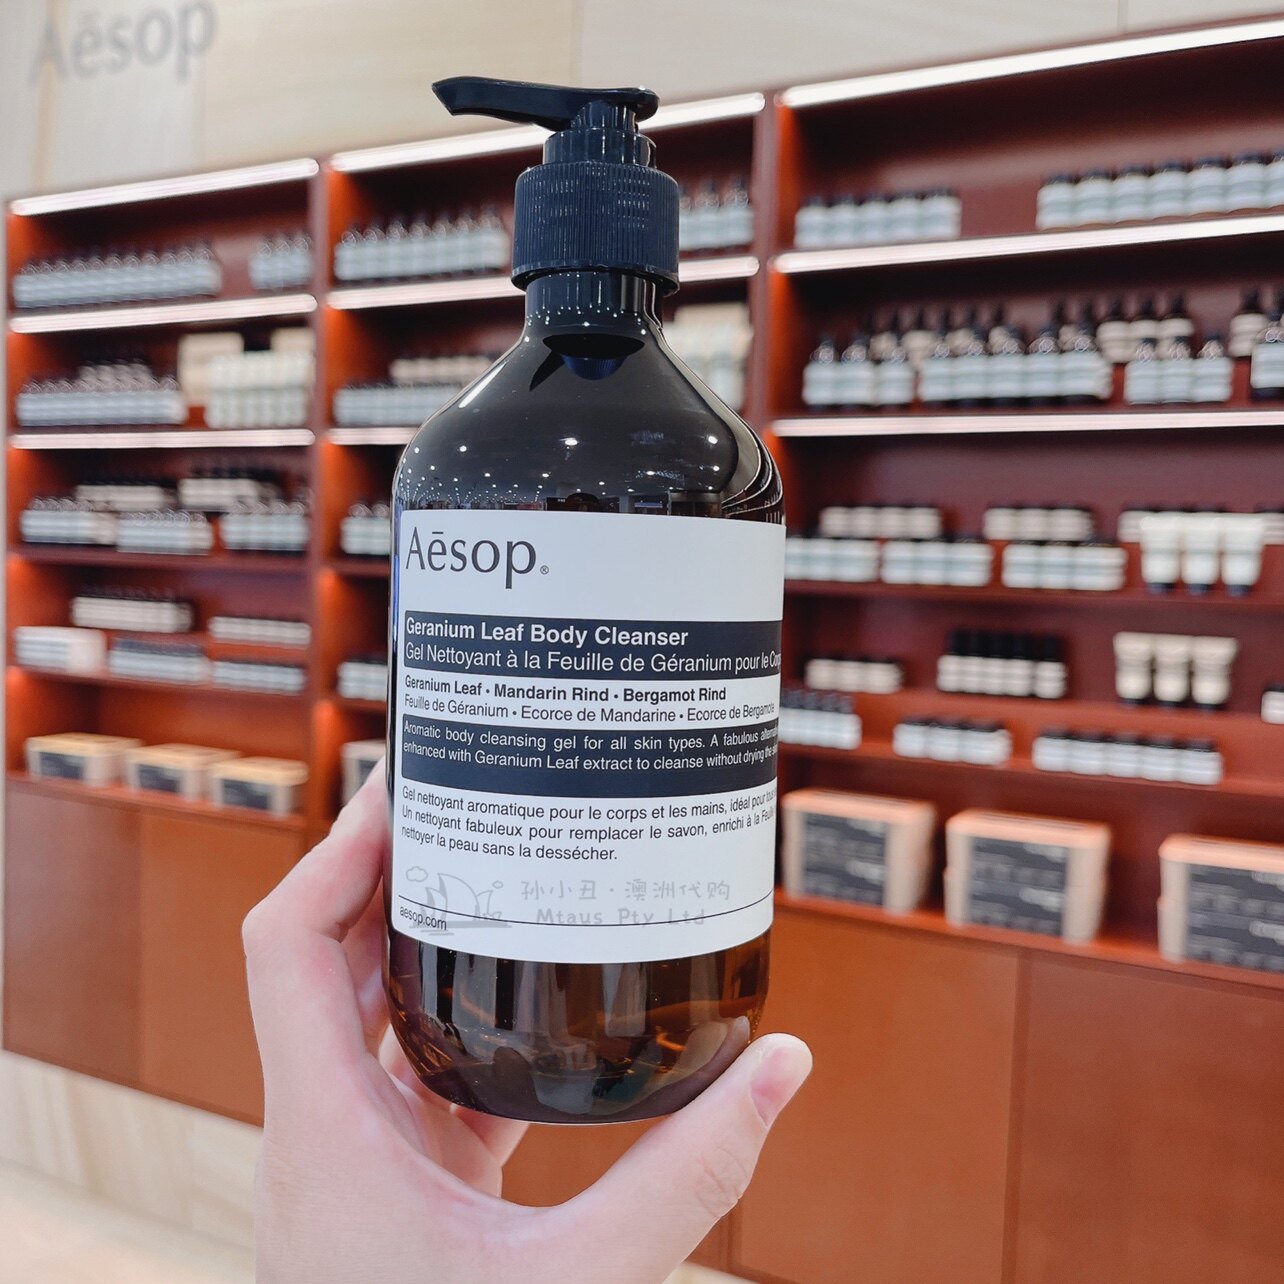 Aēsop
Aēsop®
Geranium Leaf Body Cleanser
Gel Nettoyant à la Feuille de Géranium pour le Corps
Geranium Leaf • Mandarin Rind • Bergamot Rind
Feuille de Géranium • Ecorce de Mandarine • Ecorce de Bergamote
Aromatic body cleansing gel for all skin types. A fabulous
enhanced with Geranium Leaf extract to cleanse without drying the
Gel nettoyant aromatique pour le corps et les mains, idéal pour
Un nettoyant fabuleux pour remplacer le savon, enrichi à la
nettoyer la peau sans la dessécher.
孙小丑·澳洲代购
Mtaus Pty Ltd
aesop.com